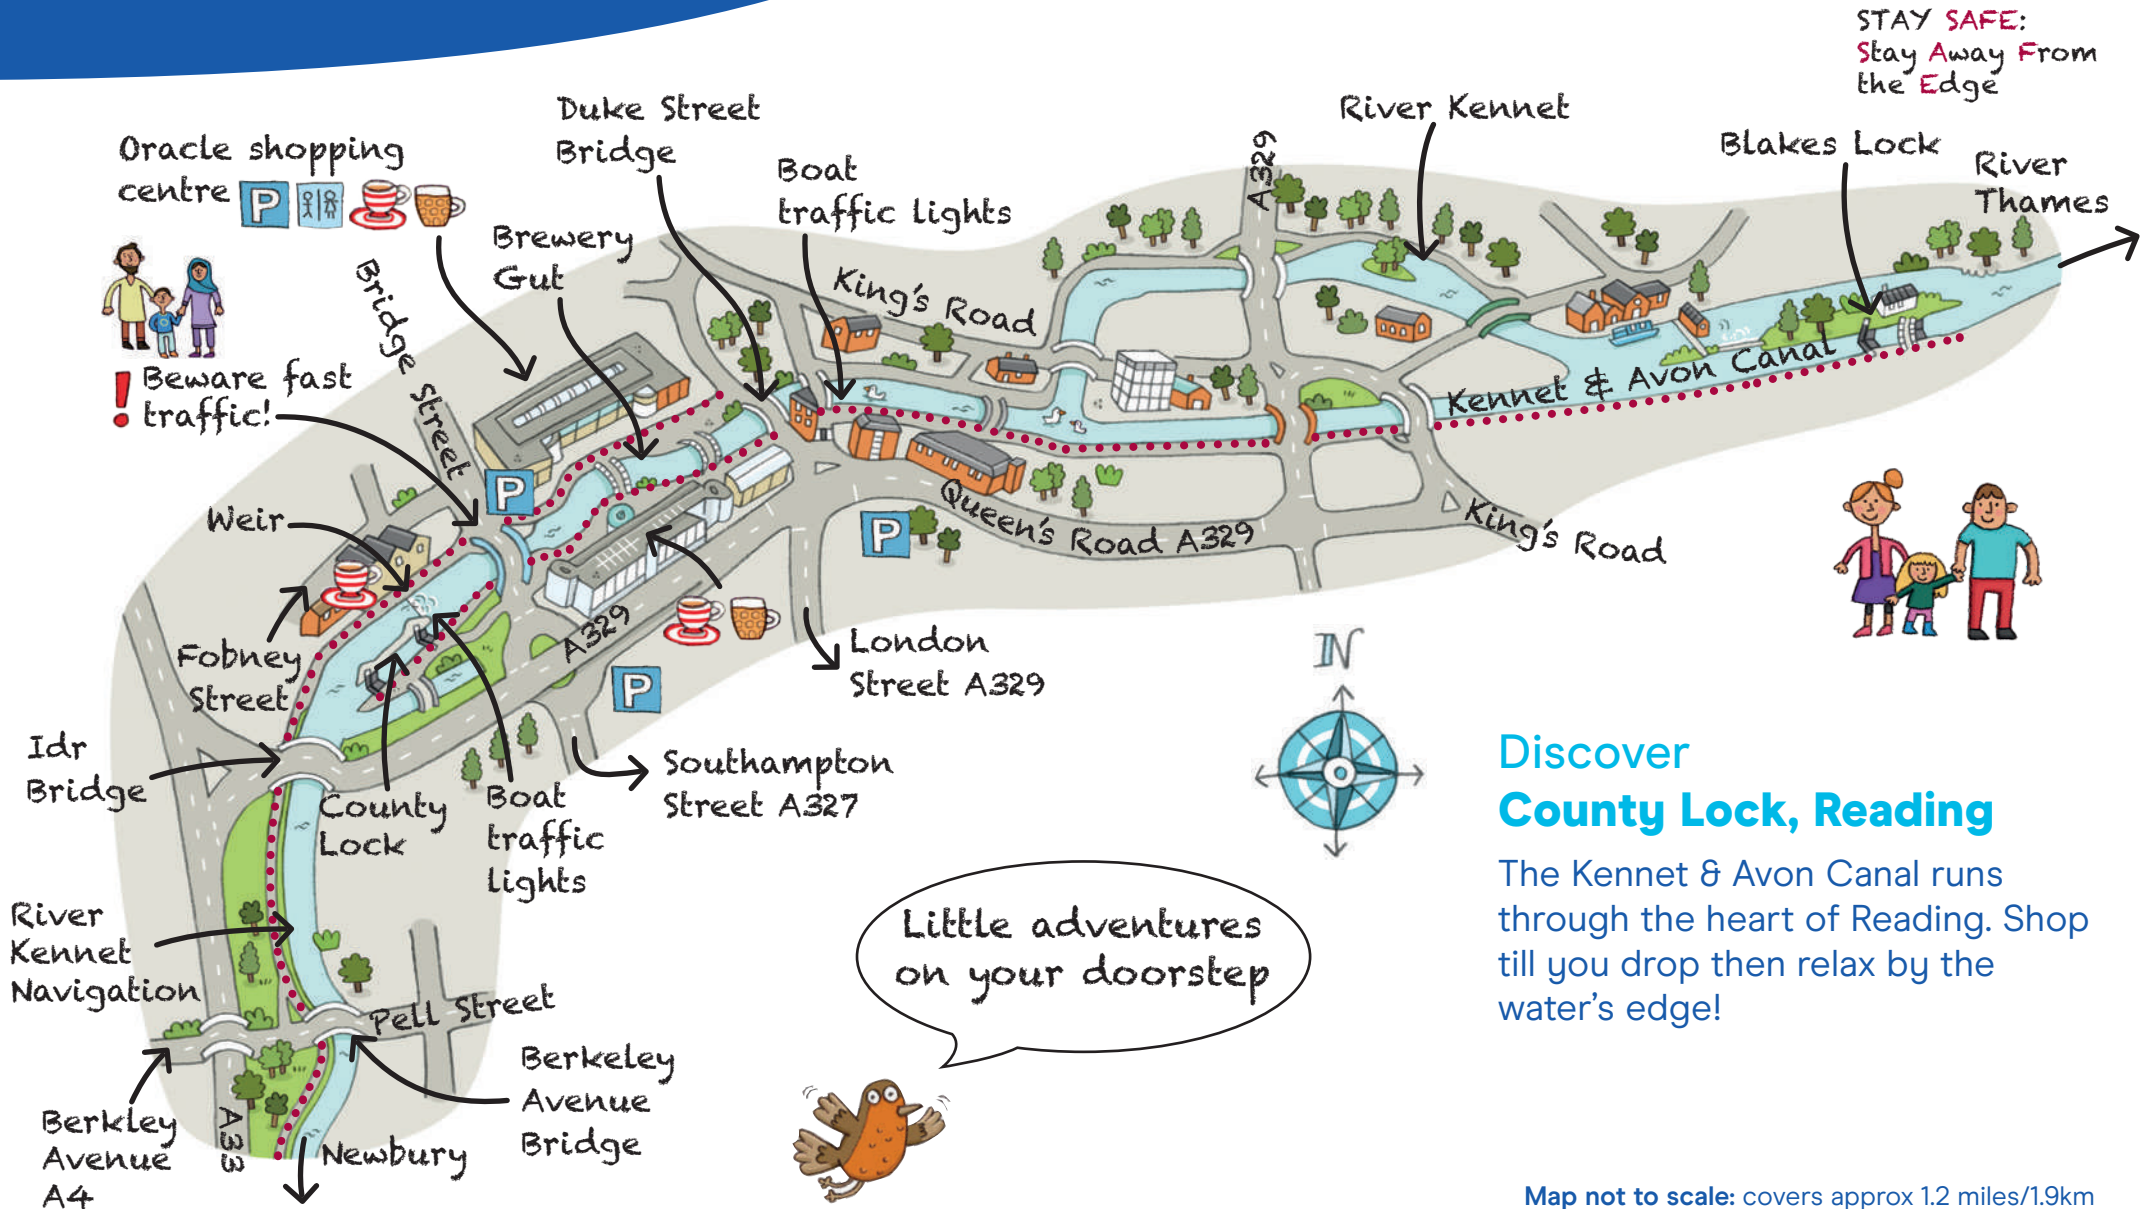 STAY SAFE:
Stay Away From
the Edge
Duke Street
Bridge
River Kennet
Oracle shopping
centre P
Boat
traffic lights
A329
Blakes Lock
River
Thames
Brewery
Gut
Bridge Street
King's Road
Beware fast
! traffic!
Kennet & Avon Canal
P
Weir
P
Queen's Road A329
King's Road
Fobney
Street
A329
London
Street A329
P
N
Idr
Bridge
County
Lock
Boat
traffic
lights
Southampton
Street A327
Discover
County Lock, Reading
The Kennet & Avon Canal runs
through the heart of Reading. Shop
till you drop then relax by the
water's edge!
River
Kennet
Navigation
Little adventures
on your doorstep
Pell Street
Berkeley
Avenue
Bridge
Berkley
Avenue
A4
A33
Newbury
Map not to scale: covers approx 1.2 miles/1.9km